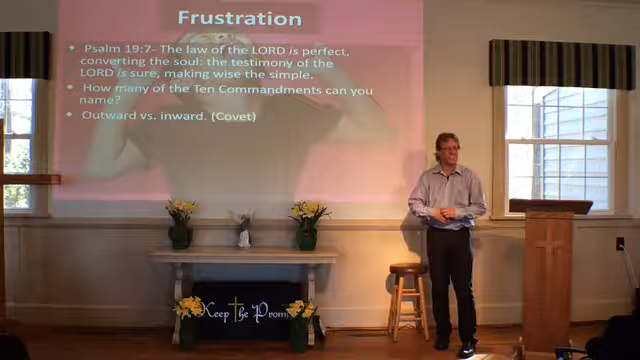 Frustration
• Psalm 19:7- The law of the LORD is perfect,
converting the soul: the testimony of the
LORD is sure, making wise the simple.
• How many of the Ten Commandments can you
name?
• Outward vs. inward. (Covet)
Keep The Promi